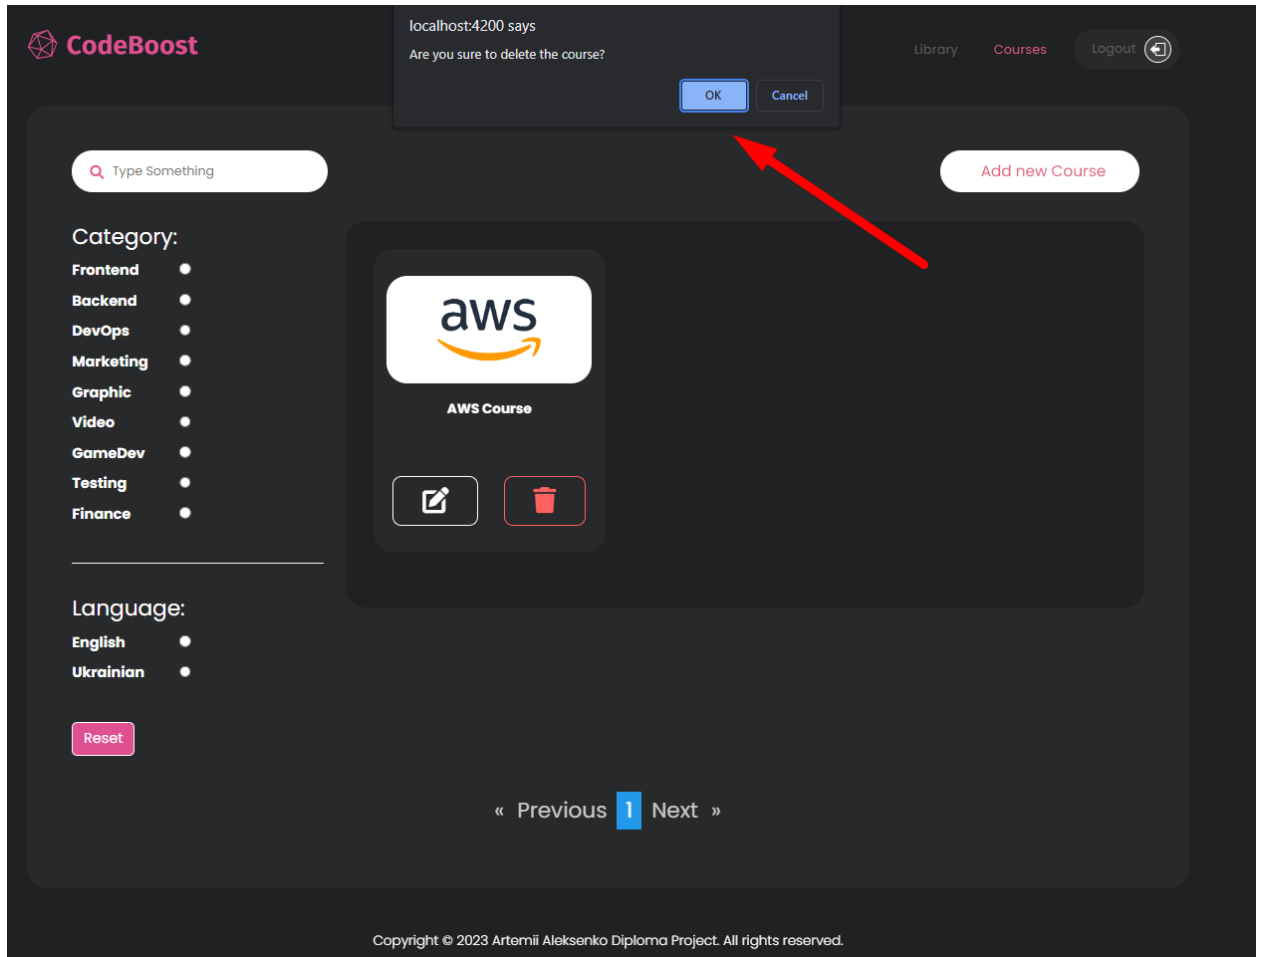 localhost:4200 says
Are you sure to delete the course?
OK Cancel
CodeBoost
Library Courses Logout
Type Something
Add new Course
Category:
Frontend
Backend
DevOps
Marketing
Graphic
Video
GameDev
Testing
Finance
aws
AWS Course
Language:
English
Ukrainian
Reset
« Previous 1 Next »
Copyright © 2023 Artemii Aleksenko Diploma Project. All rights reserved.